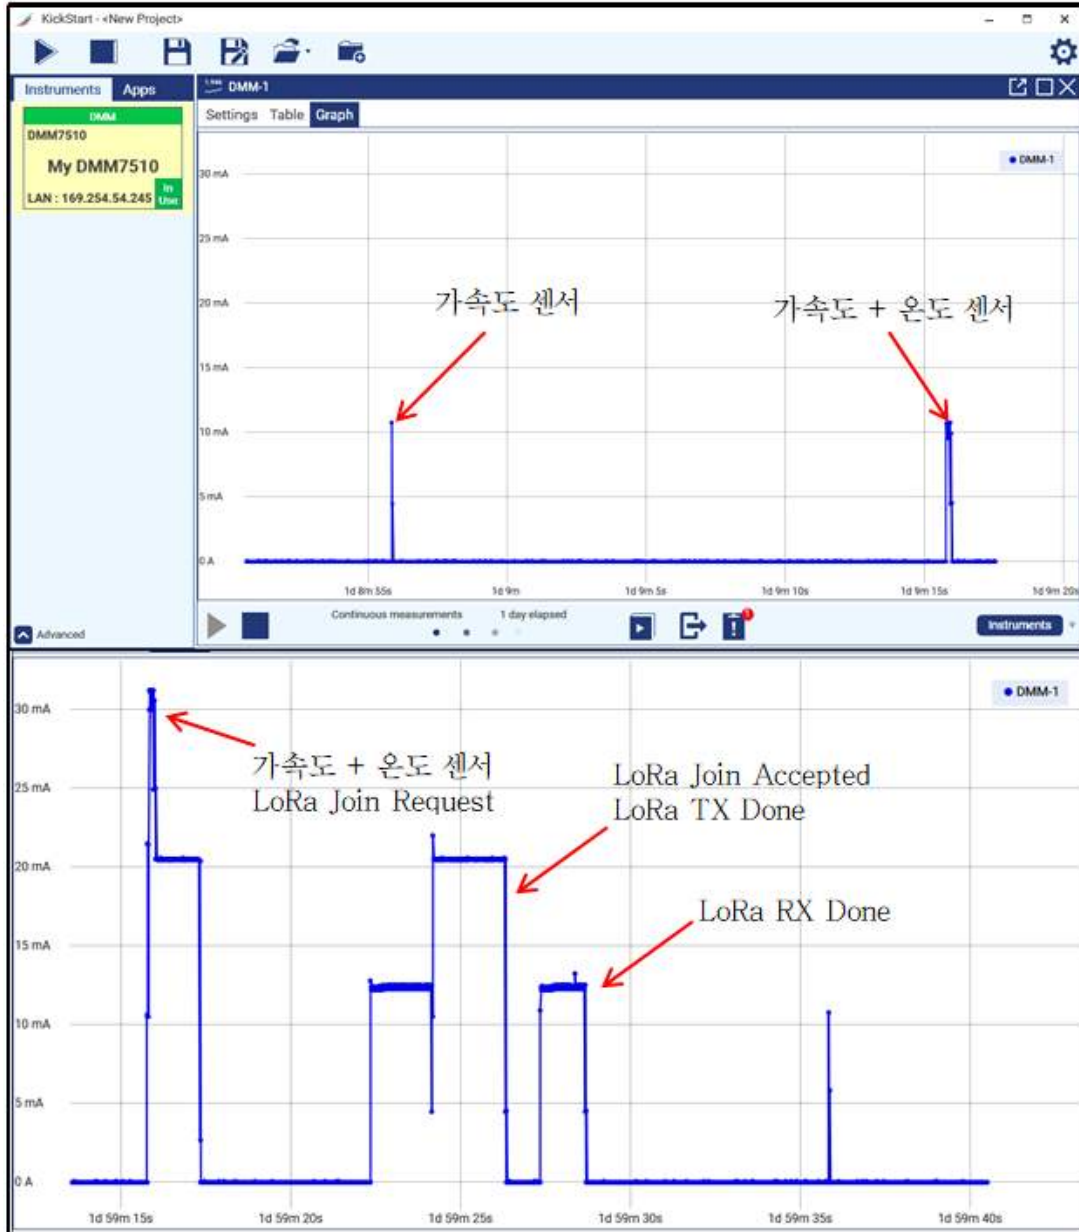 KickStart - <New Project>
Instruments Apps
DMM
DMM7510
My DMM7510
LAN : 169.254.54.245
In Use
DMM-1
Settings Table Graph
DMM-1
30 mA
25 mA
20 mA
15 mA
10 mA
5 mA
0 A
가속도 센서
가속도 + 온도 센서
1d 8m 55s
1d 9m
1d 9m 5s
1d 9m 10s
1d 9m 15s
1d 9m 20s
Advanced
Continuous measurements
1 day elapsed
1
Instruments
DMM-1
30 mA
25 mA
20 mA
15 mA
10 mA
5 mA
0 A
가속도 + 온도 센서
LoRa Join Request
LoRa Join Accepted
LoRa TX Done
LoRa RX Done
1d 59m 15s
1d 59m 20s
1d 59m 25s
1d 59m 30s
1d 59m 35s
1d 59m 40s